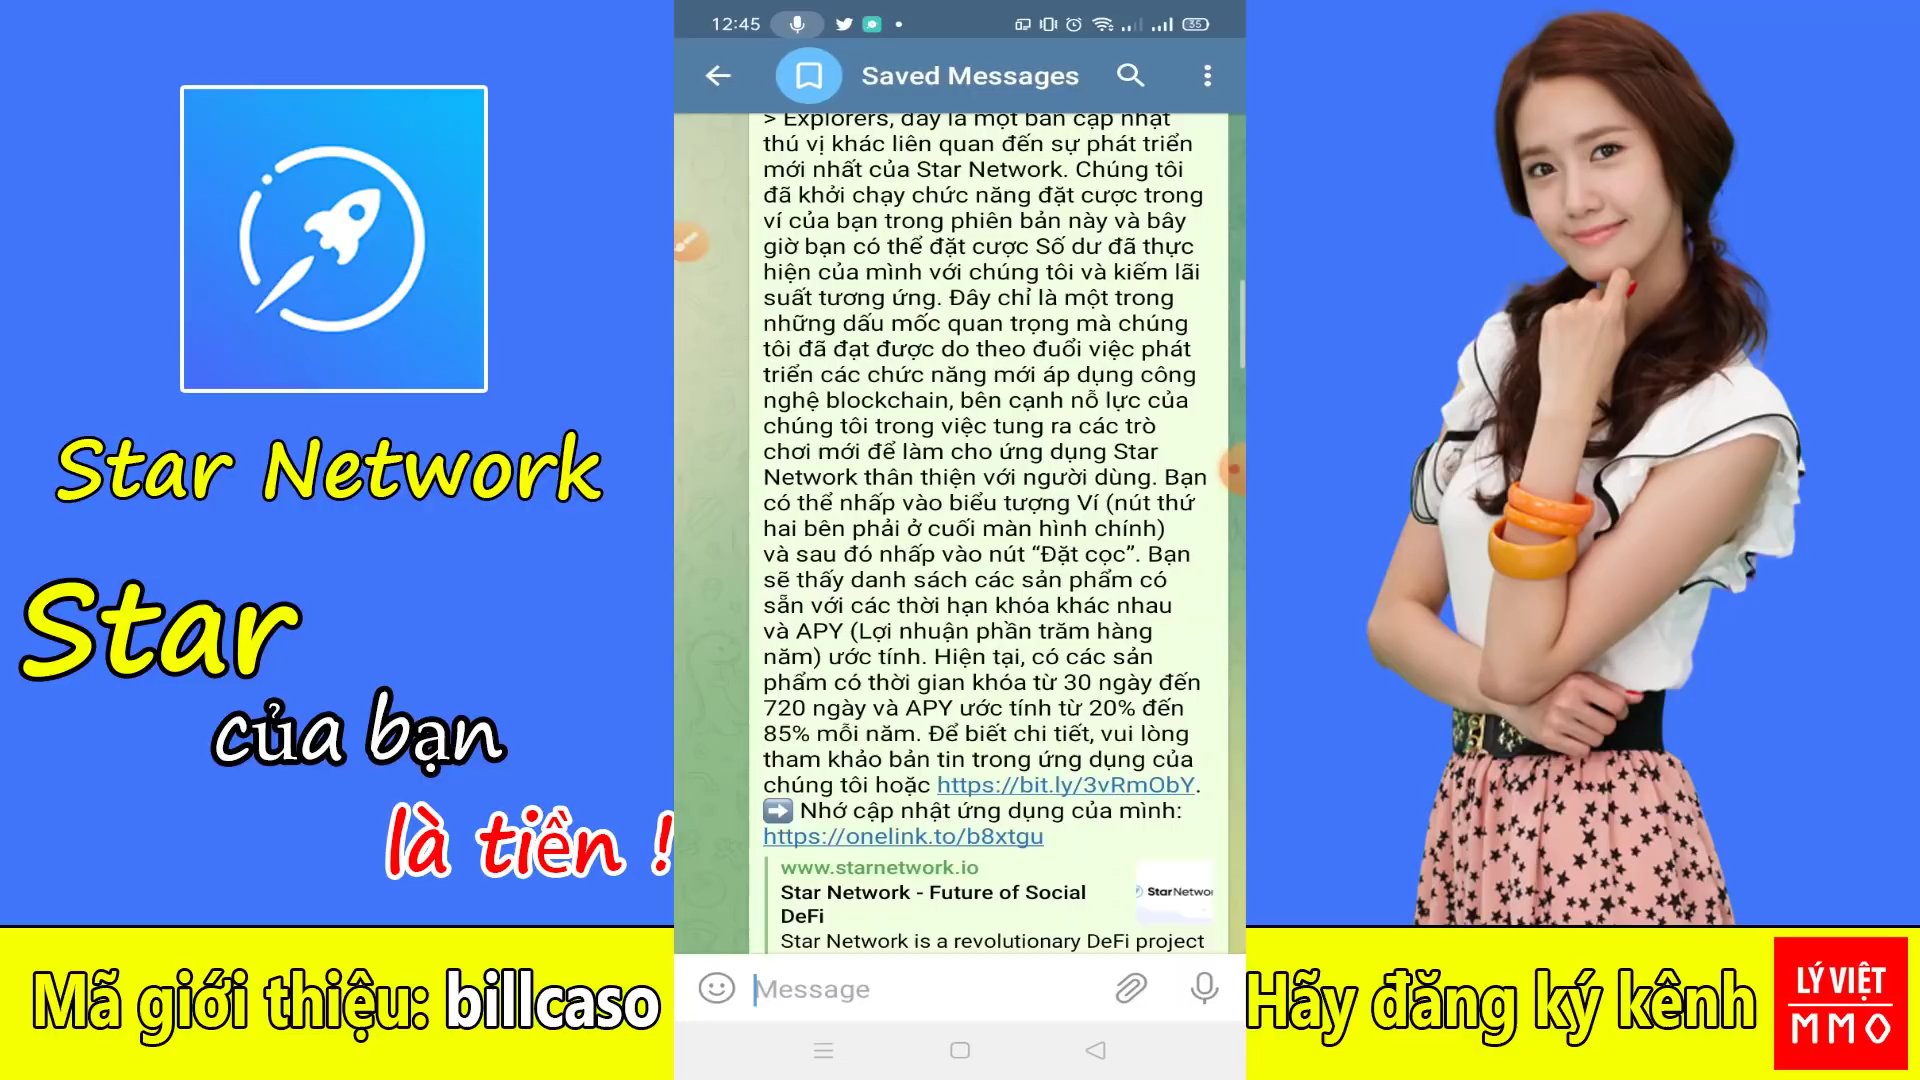 Star Network
Star
của bạn
là tiền !
Mã giới thiệu: billcaso
12:45
35
Saved Messages
> Explorers, đây là một bản cập nhật
thú vị khác liên quan đến sự phát triển
mới nhất của Star Network. Chúng tôi
đã khởi chạy chức năng đặt cược trong
ví của bạn trong phiên bản này và bây
giờ bạn có thể đặt cược Số dư đã thực
hiện của mình với chúng tôi và kiếm lãi
suất tương ứng. Đây chỉ là một trong
những dấu mốc quan trọng mà chúng
tôi đã đạt được do theo đuổi việc phát
triển các chức năng mới áp dụng công
nghệ blockchain, bên cạnh nỗ lực của
chúng tôi trong việc tung ra các trò
chơi mới để làm cho ứng dụng Star
Network thân thiện với người dùng. Bạn
có thể nhấp vào biểu tượng Ví (nút thứ
hai bên phải ở cuối màn hình chính)
và sau đó nhấp vào nút “Đặt cọc”. Bạn
sẽ thấy danh sách các sản phẩm có
sẵn với các thời hạn khóa khác nhau
và APY (Lợi nhuận phần trăm hàng
năm) ước tính. Hiện tại, có các sản
phẩm có thời gian khóa từ 30 ngày đến
720 ngày và APY ước tính từ 20% đến
85% mỗi năm. Để biết chi tiết, vui lòng
tham khảo bản tin trong ứng dụng của
chúng tôi hoặc https://bit.ly/3vRmObY.
➡ Nhớ cập nhật ứng dụng của mình:
https://onelink.to/b8xtgu
www.starnetwork.io
Star Network - Future of Social
DeFi
StarNetwor
Star Network is a revolutionary DeFi project
Message
Hãy đăng ký kênh
LÝ VIỆT
MMO